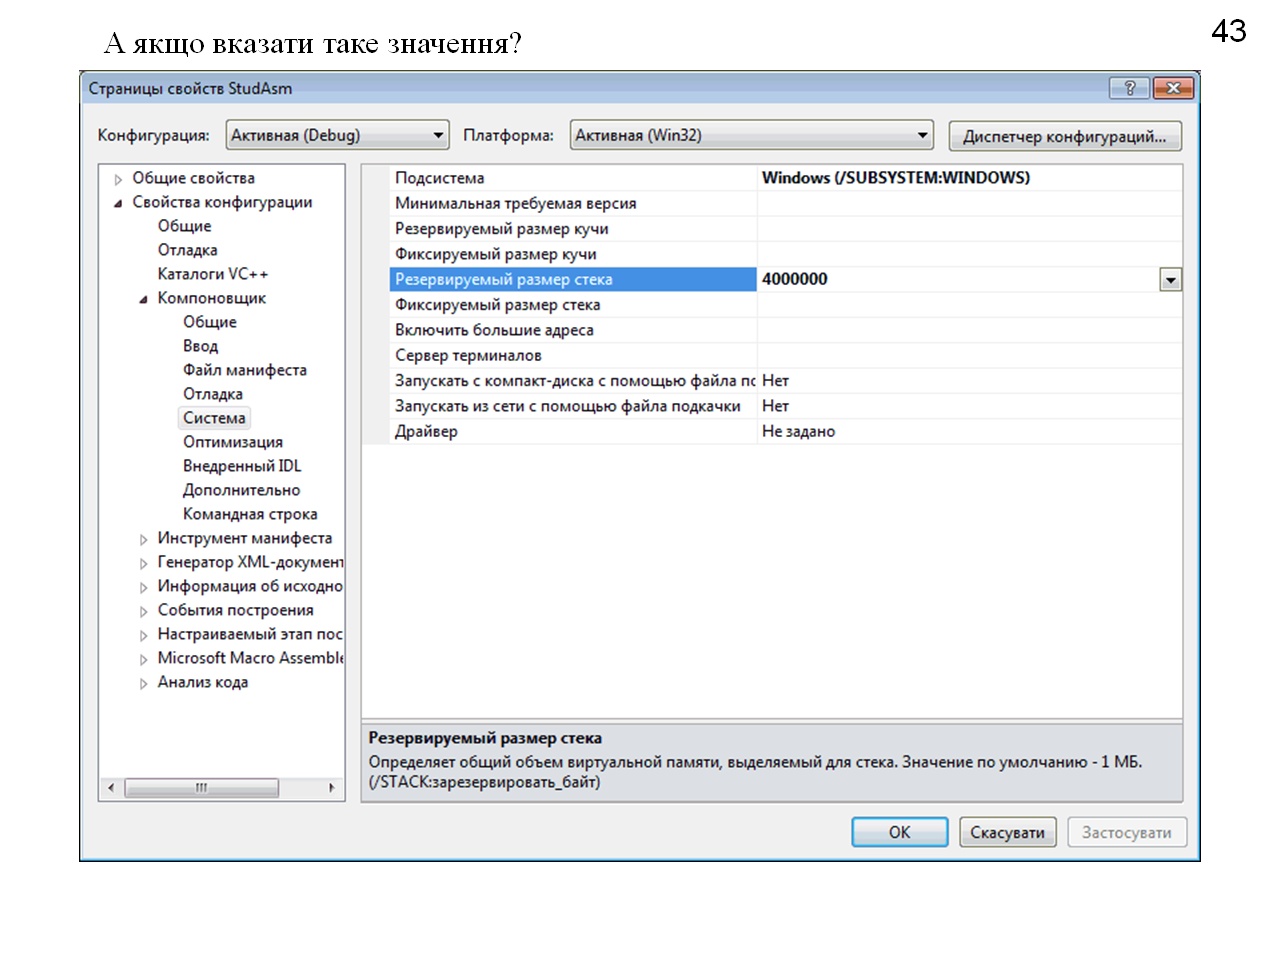 А якщо вказати таке значення?
43
Страницы свойств StudAsm
Конфигурация: Активная (Debug) Платформа: Активная (Win32) Диспетчер конфигураций...
Общие свойства
Свойства конфигурации
Общие
Отладка
Каталоги VC++
Компоновщик
Общие
Ввод
Файл манифеста
Отладка
Система
Оптимизация
Внедренный IDL
Дополнительно
Командная строка
Инструмент манифеста
Генератор XML-документ
Информация об исходно
События построения
Настраиваемый этап пос
Microsoft Macro Assemble
Анализ кода
Подсистема Windows (/SUBSYSTEM:WINDOWS)
Минимальная требуемая версия
Резервируемый размер кучи
Фиксируемый размер кучи
Резервируемый размер стека 4000000
Фиксируемый размер стека
Включить большие адреса
Сервер терминалов
Запускать с компакт-диска с помощью файла по Нет
Запускать из сети с помощью файла подкачки Нет
Драйвер Не задано
Резервируемый размер стека
Определяет общий объем виртуальной памяти, выделяемый для стека. Значение по умолчанию - 1 МБ.
(/STACK:зарезервировать_байт)
ОК Скасувати Застосувати